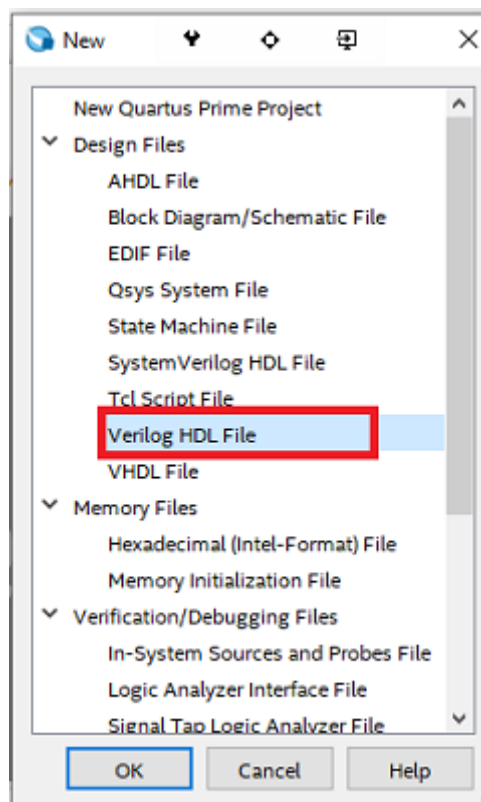 New
New Quartus Prime Project
Design Files
AHDL File
Block Diagram/Schematic File
EDIF File
Qsys System File
State Machine File
SystemVerilog HDL File
Tcl Script File
Verilog HDL File
VHDL File
Memory Files
Hexadecimal (Intel-Format) File
Memory Initialization File
Verification/Debugging Files
In-System Sources and Probes File
Logic Analyzer Interface File
Signal Tap Logic Analyzer File
OK Cancel Help